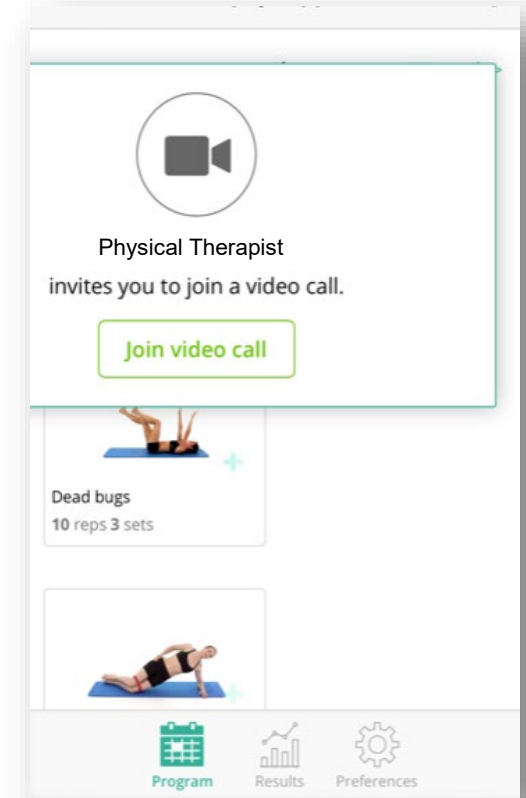 Physical Therapist
invites you to join a video call.
Join video call
Dead bugs
10 reps 3 sets
Program
Results
Preferences